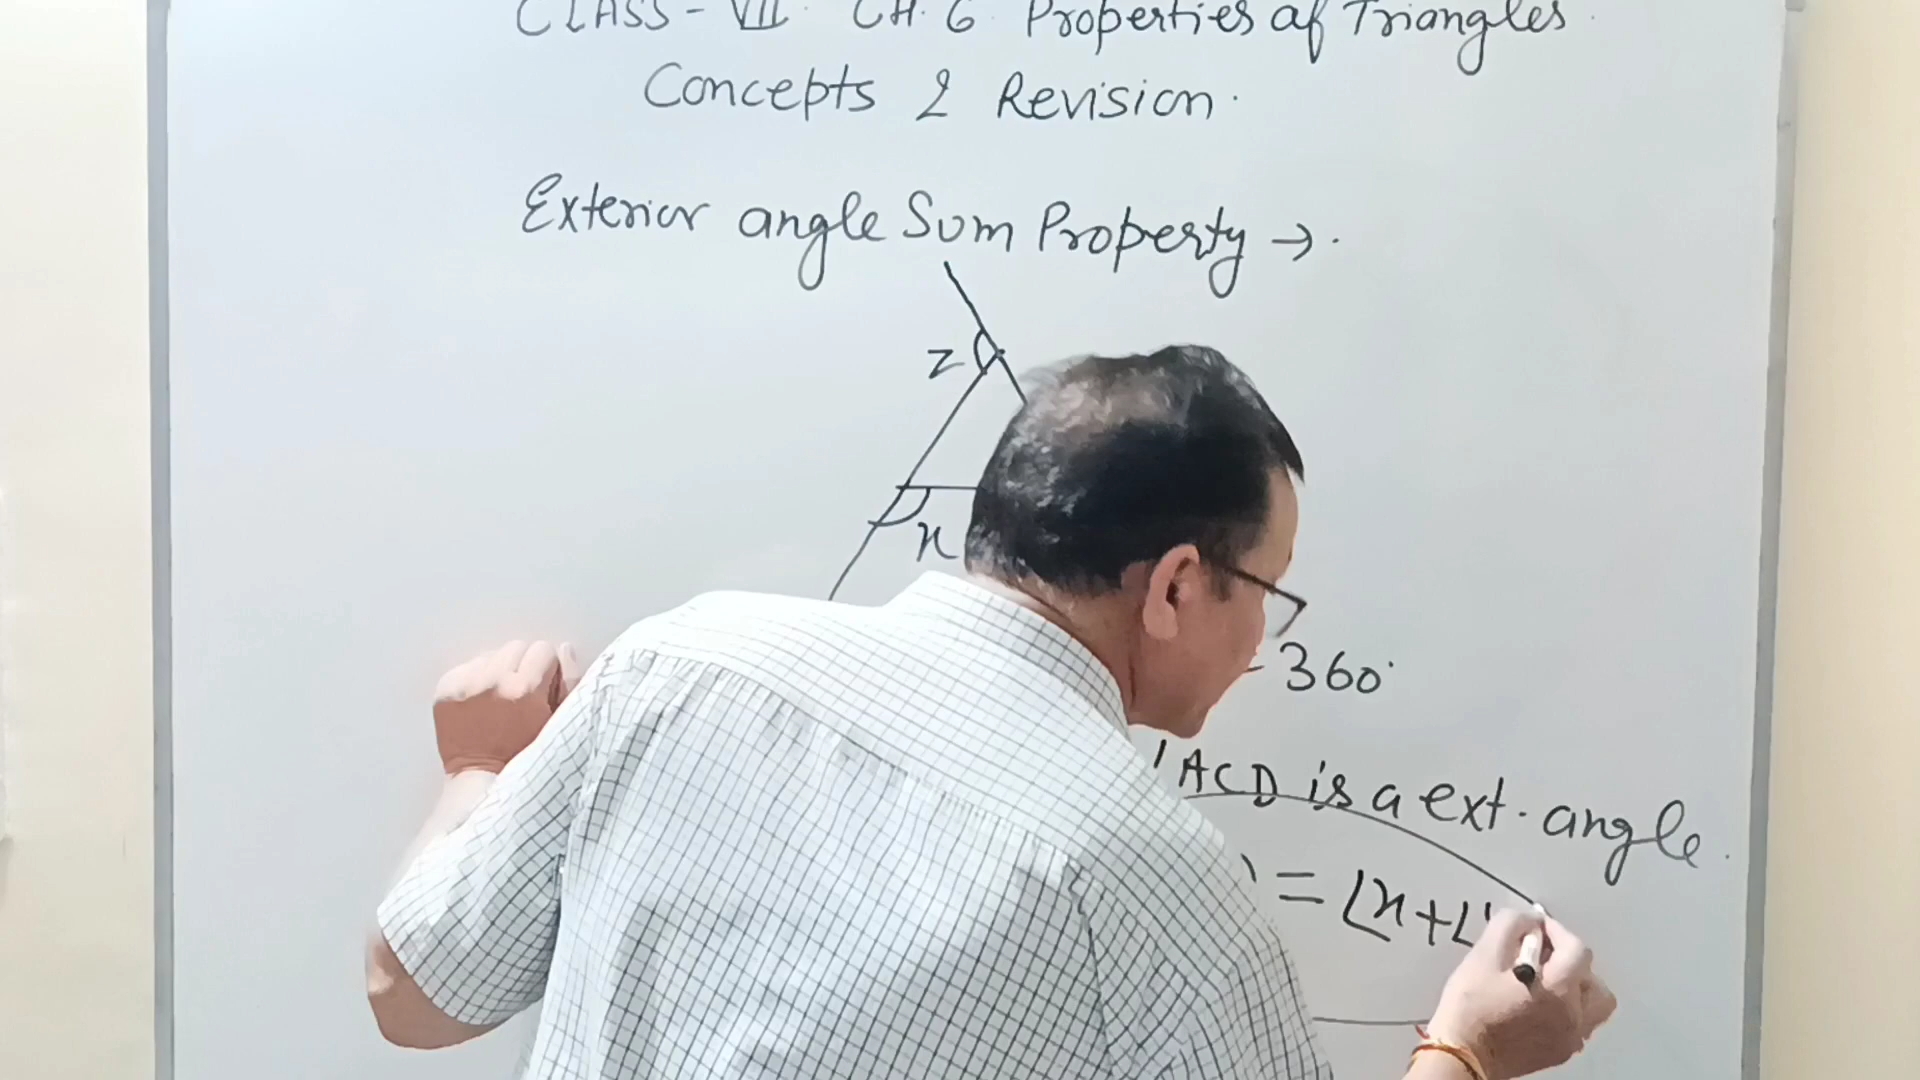 CLASS - VII. CH. 6. Properties of Triangles.
Concepts & Revision.
Exterior angle Sum Property →.
z
x
360°
ACD is a ext. angle.
= ∠x+∠